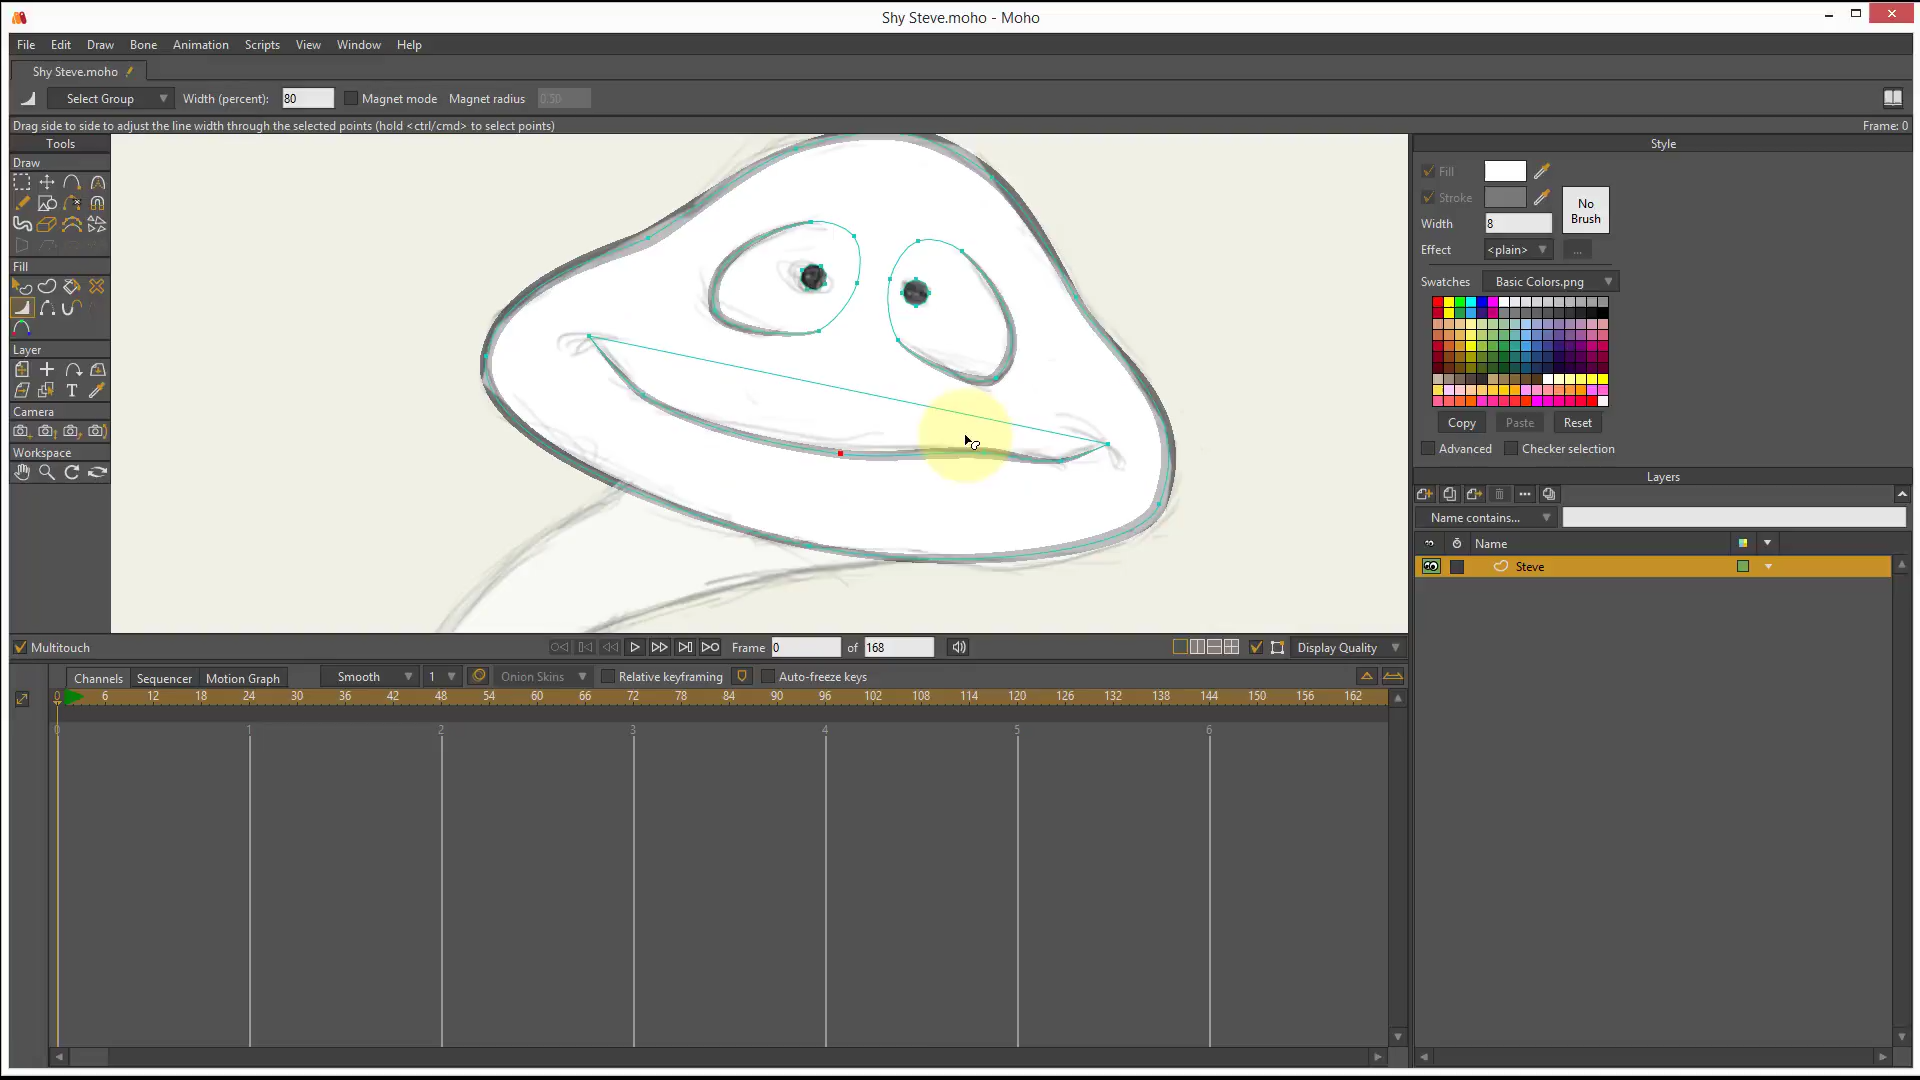 Shy Steve.moho - Moho
File Edit Draw Bone Animation Scripts View Window Help
Shy Steve.moho
Select Group Width (percent): 80 Magnet mode Magnet radius 0.50
Drag side to side to adjust the line width through the selected points (hold <ctrl/cmd> to select points) Frame: 0
Tools
Draw
Fill
Layer
Camera
Workspace
Style
Fill
Stroke
No Brush
Width 8
Effect <plain> ...
Swatches Basic Colors.png
Copy Paste Reset
Advanced Checker selection
Layers
Name contains...
Name
Steve
Multitouch Frame 0 of 168 Display Quality
Channels Sequencer Motion Graph Smooth 1 Onion Skins Relative keyframing Auto-freeze keys
0 6 12 18 24 30 36 42 48 54 60 66 72 78 84 90 96 102 108 114 120 126 132 138 144 150 156 162
0 1 2 3 4 5 6